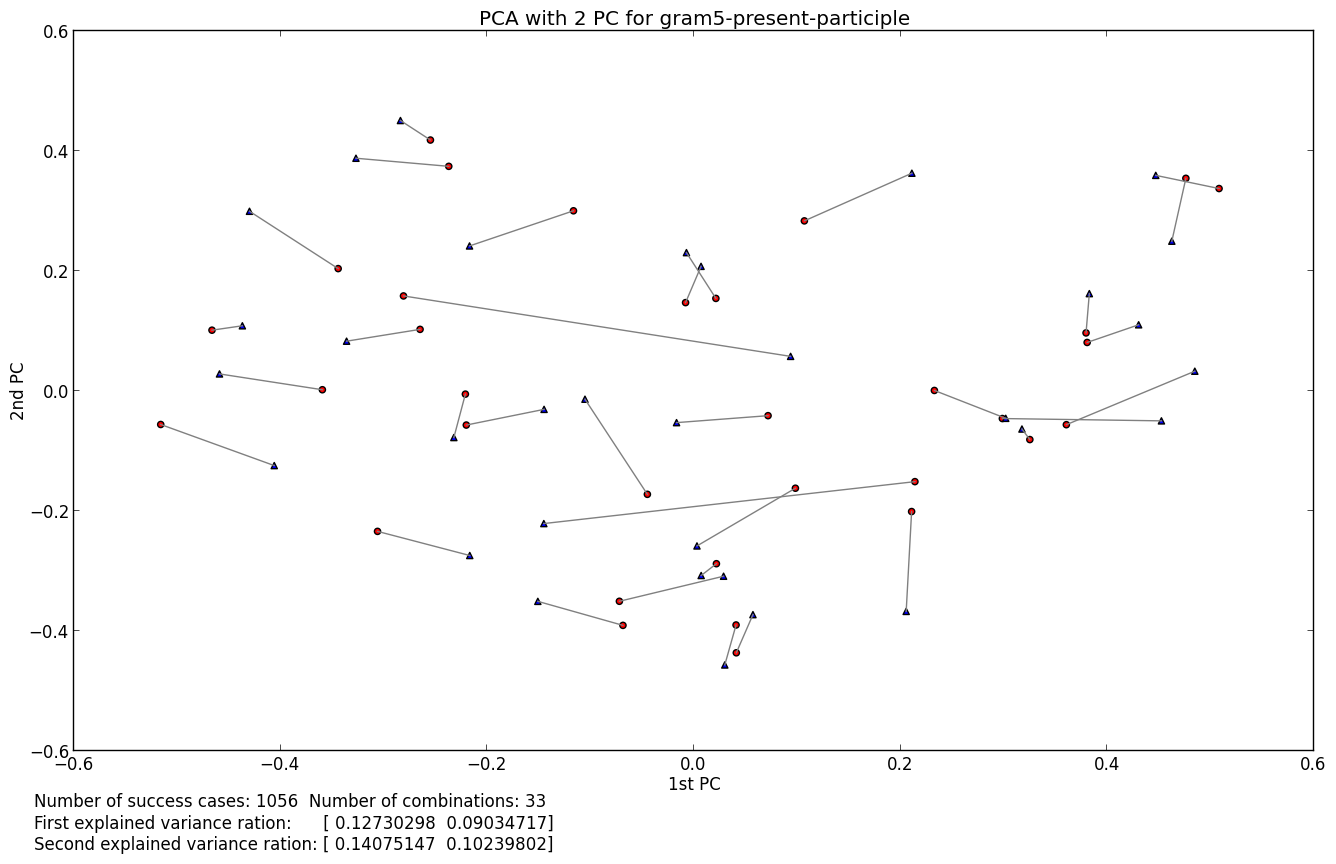 PCA with 2 PC for gram5-present-participle
0.6
0.4
0.2
0.0
−0.2
−0.4
−0.6
2nd PC
−0.6
−0.4
−0.2
0.0
0.2
0.4
0.6
1st PC
Number of success cases: 1056 Number of combinations: 33
First explained variance ration: [ 0.12730298 0.09034717]
Second explained variance ration: [ 0.14075147 0.10239802]